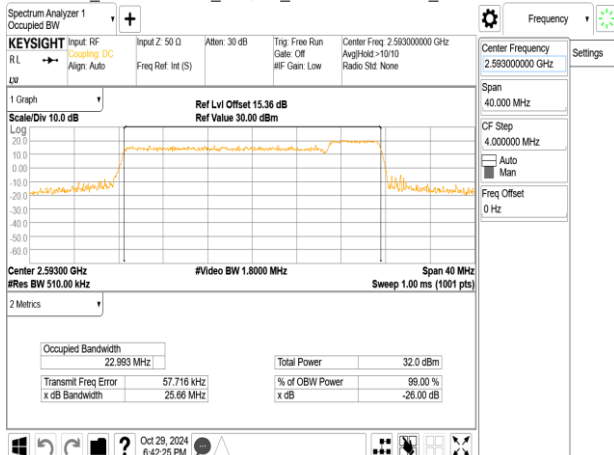 Spectrum Analyzer 1
Occupied BW
+
Frequency
KEYSIGHT
RL
LXI
Input: RF
Coupling: DC
Align: Auto
Input Z: 50 Ω
Freq Ref: Int (S)
Atten: 30 dB
Trig: Free Run
Gate: Off
#IF Gain: Low
Center Freq: 2.593000000 GHz
Avg|Hold:>10/10
Radio Std: None
Center Frequency
2.593000000 GHz
Settings
Span
40.000 MHz
CF Step
4.000000 MHz
Auto
Man
Freq Offset
0 Hz
1 Graph
Scale/Div 10.0 dB
Ref Lvl Offset 15.36 dB
Ref Value 30.00 dBm
Log
20.0
10.0
0.00
-10.0
-20.0
-30.0
-40.0
-50.0
-60.0
Center 2.59300 GHz
#Video BW 1.8000 MHz
Span 40 MHz
#Res BW 510.00 kHz
Sweep 1.00 ms (1001 pts)
2 Metrics
Occupied Bandwidth
22.993 MHz
Total Power 32.0 dBm
Transmit Freq Error 57.716 kHz
% of OBW Power 99.00 %
x dB Bandwidth 25.66 MHz
x dB -26.00 dB
?
Oct 29, 2024
6:42:25 PM